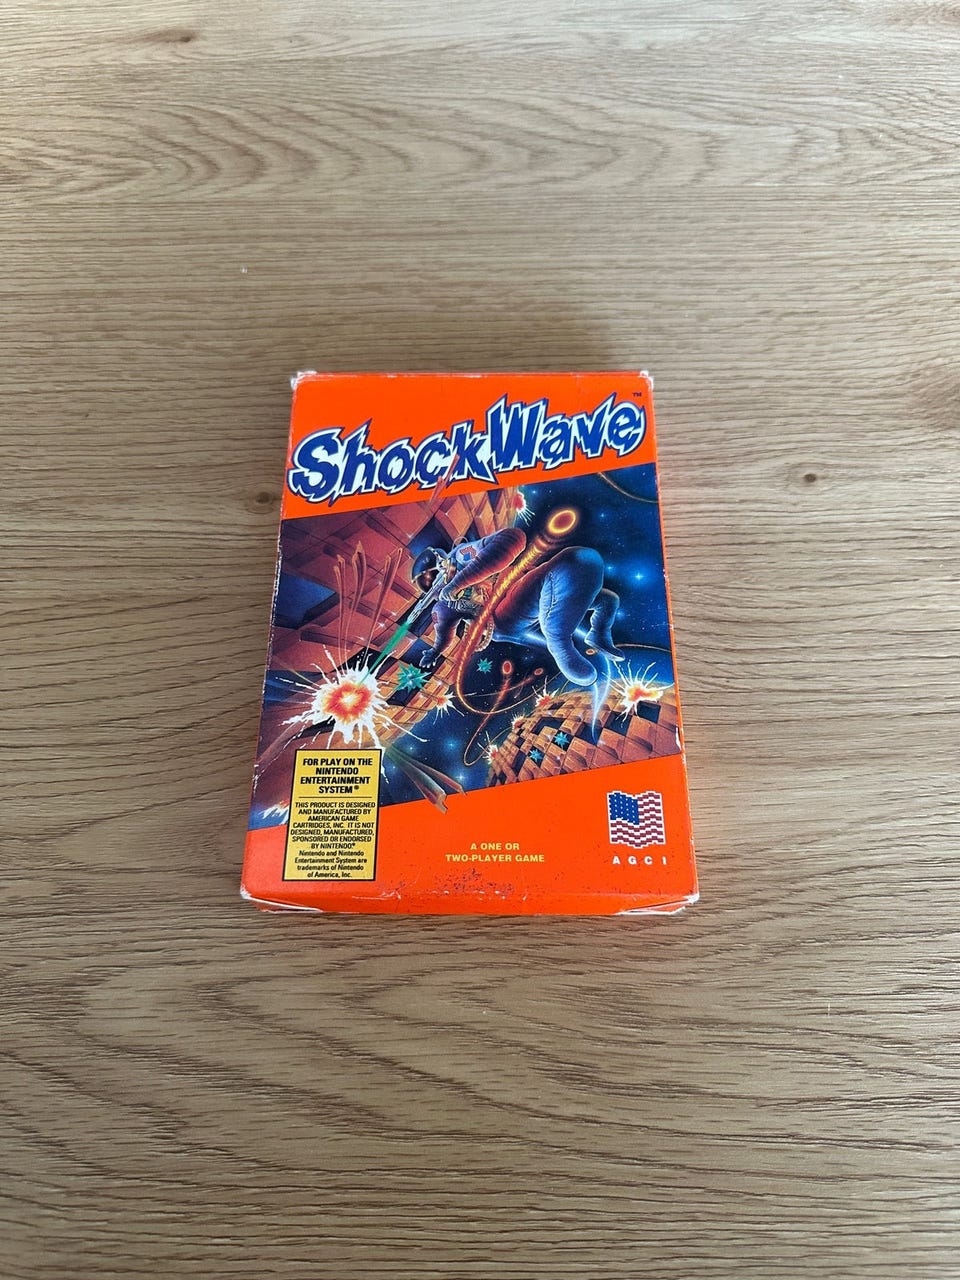 ShockWave™
FOR PLAY ON THE
NINTENDO
ENTERTAINMENT
SYSTEM®
THIS PRODUCT IS DESIGNED
AND MANUFACTURED BY
AMERICAN GAME
CARTRIDGES, INC. IT IS NOT
DESIGNED, MANUFACTURED,
SPONSORED OR ENDORSED
BY NINTENDO.®
Nintendo and Nintendo
Entertainment System are
trademarks of Nintendo
of America, Inc.
A ONE OR
TWO-PLAYER GAME
AGCI